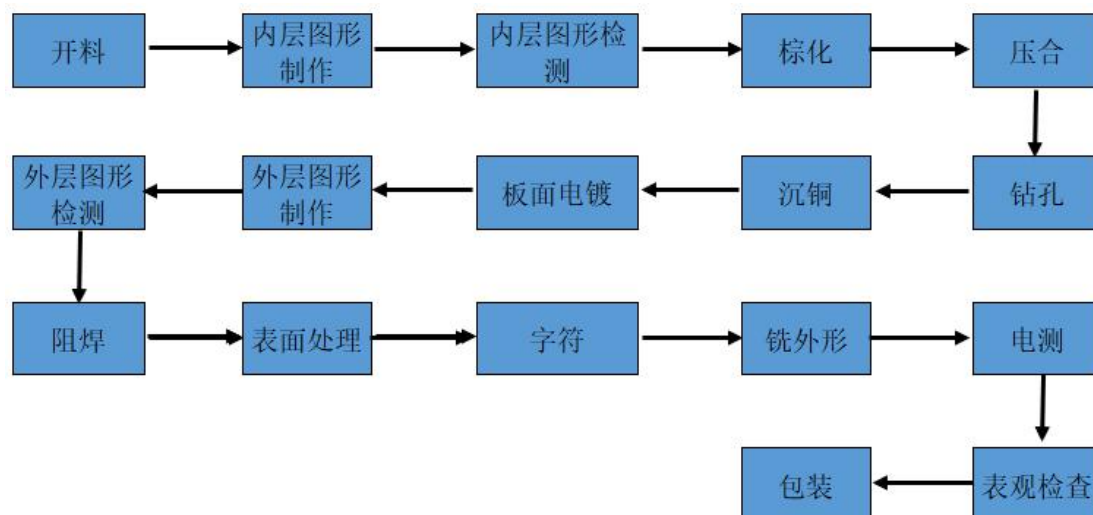 开料
内层图形
制作
内层图形检
测
棕化
压合
钻孔
沉铜
板面电镀
外层图形
制作
外层图形
检测
阻焊
表面处理
字符
铣外形
电测
表观检查
包装